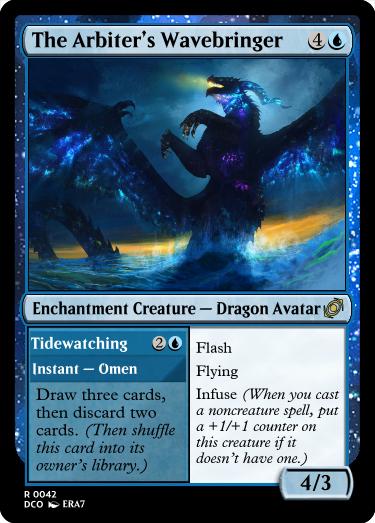 The Arbiter's Wavebringer 4
Enchantment Creature — Dragon Avatar
Tidewatching 2
Instant — Omen
Draw three cards,
then discard two
cards. (Then shuffle
this card into its
owner's library.)
Flash
Flying
Infuse (When you cast
a noncreature spell, put
a +1/+1 counter on
this creature if it
doesn't have one.)
4/3
R 0042
DCO ERA7